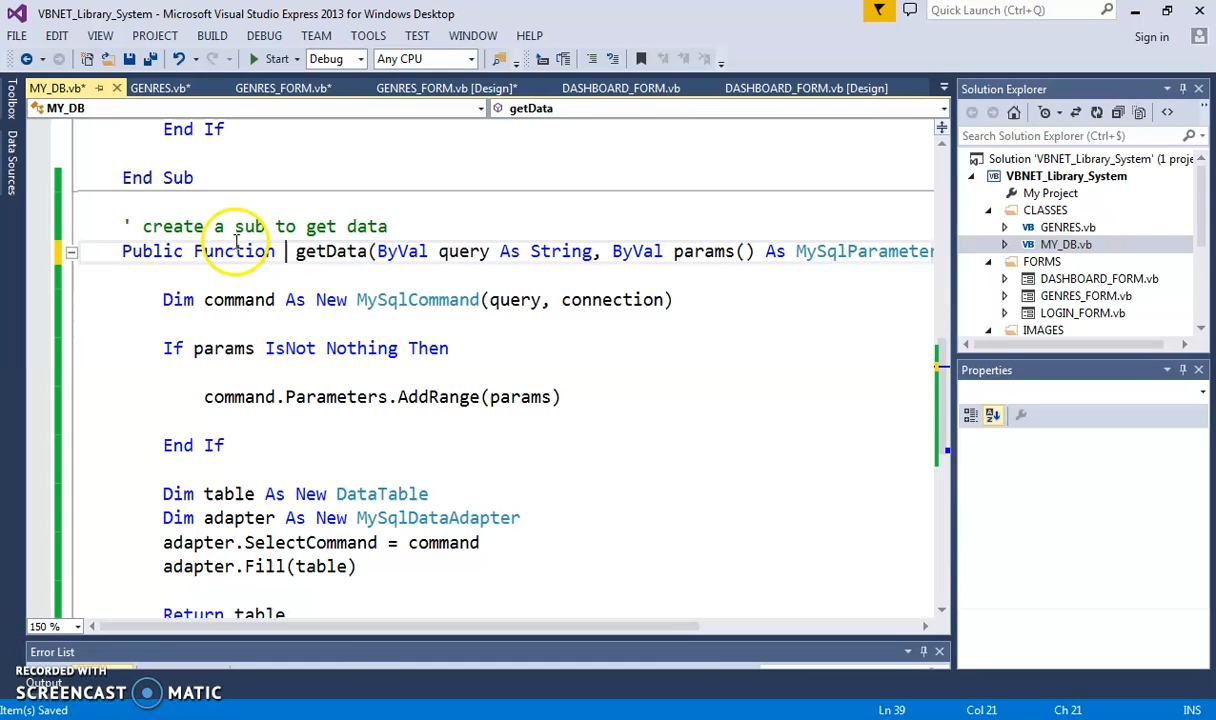 VBNET_Library_System - Microsoft Visual Studio Express 2013 for Windows Desktop
Quick Launch (Ctrl+Q)
FILE EDIT VIEW PROJECT BUILD DEBUG TEAM TOOLS TEST WINDOW HELP
Sign in
Start Debug Any CPU
Toolbox
Data Sources
MY_DB.vb* GENRES.vb* GENRES_FORM.vb* GENRES_FORM.vb [Design]* DASHBOARD_FORM.vb DASHBOARD_FORM.vb [Design]
MY_DB getData
End If
End Sub
' create a sub to get data
Public Function getData(ByVal query As String, ByVal params() As MySqlParameter
Dim command As New MySqlCommand(query, connection)
If params IsNot Nothing Then
command.Parameters.AddRange(params)
End If
Dim table As New DataTable
Dim adapter As New MySqlDataAdapter
adapter.SelectCommand = command
adapter.Fill(table)
Return table
150 %
Solution Explorer
Search Solution Explorer (Ctrl+$)
Solution 'VBNET_Library_System' (1 proje
VBNET_Library_System
My Project
CLASSES
GENRES.vb
MY_DB.vb
FORMS
DASHBOARD_FORM.vb
GENRES_FORM.vb
LOGIN_FORM.vb
IMAGES
Properties
Error List
Output
RECORDED WITH
SCREENCAST MATIC
Item(s) Saved Ln 39 Col 21 Ch 21 INS